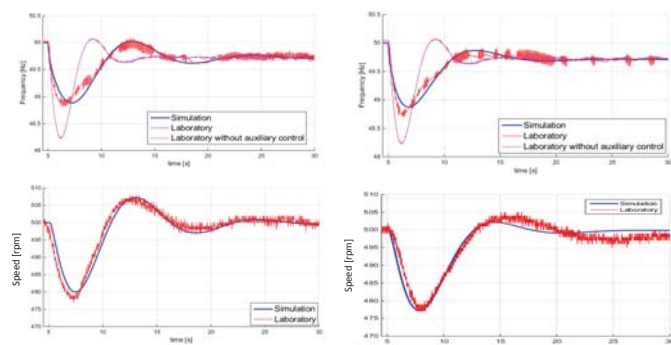 50.5
50
49.5
49
48.5
48
Frequency [Hz]
Simulation
Laboratory
Laboratory without auxiliary control
5 10 15 20 25 30
time [s]
50.5
50
49.5
49
48.5
48
Frequency [Hz]
Simulation
Laboratory
Laboratory without auxiliary control
5 10 15 20 25 30
time [s]
510
505
500
495
490
485
480
475
470
Speed [rpm]
Simulation
Laboratory
5 10 15 20 25 30
time [s]
510
505
500
495
490
485
480
475
470
Speed [rpm]
Simulation
Laboratory
5 10 15 20 25 30